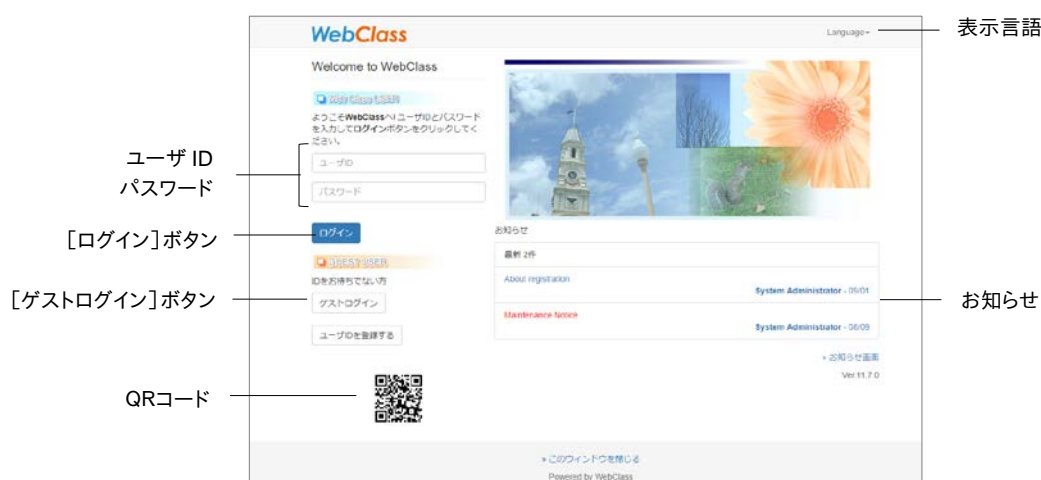 WebClass
Language
表示言語
Welcome to WebClass
Web Class USER
ようこそWebClassへ! ユーザIDとパスワード
を入力してログインボタンをクリックしてく
ださい。
ユーザ ID
パスワード
ユーザID
パスワード
[ログイン]ボタン
ログイン
GUEST USER
IDをお持ちでない方
[ゲストログイン]ボタン
ゲストログイン
ユーザIDを登録する
QRコード
お知らせ
最新 2件
About registration
System Administrator - 09/01
Maintenance Notice
System Administrator - 08/09
お知らせ
» お知らせ画面
Ver.11.7.0
» このウィンドウを閉じる
Powered by WebClass